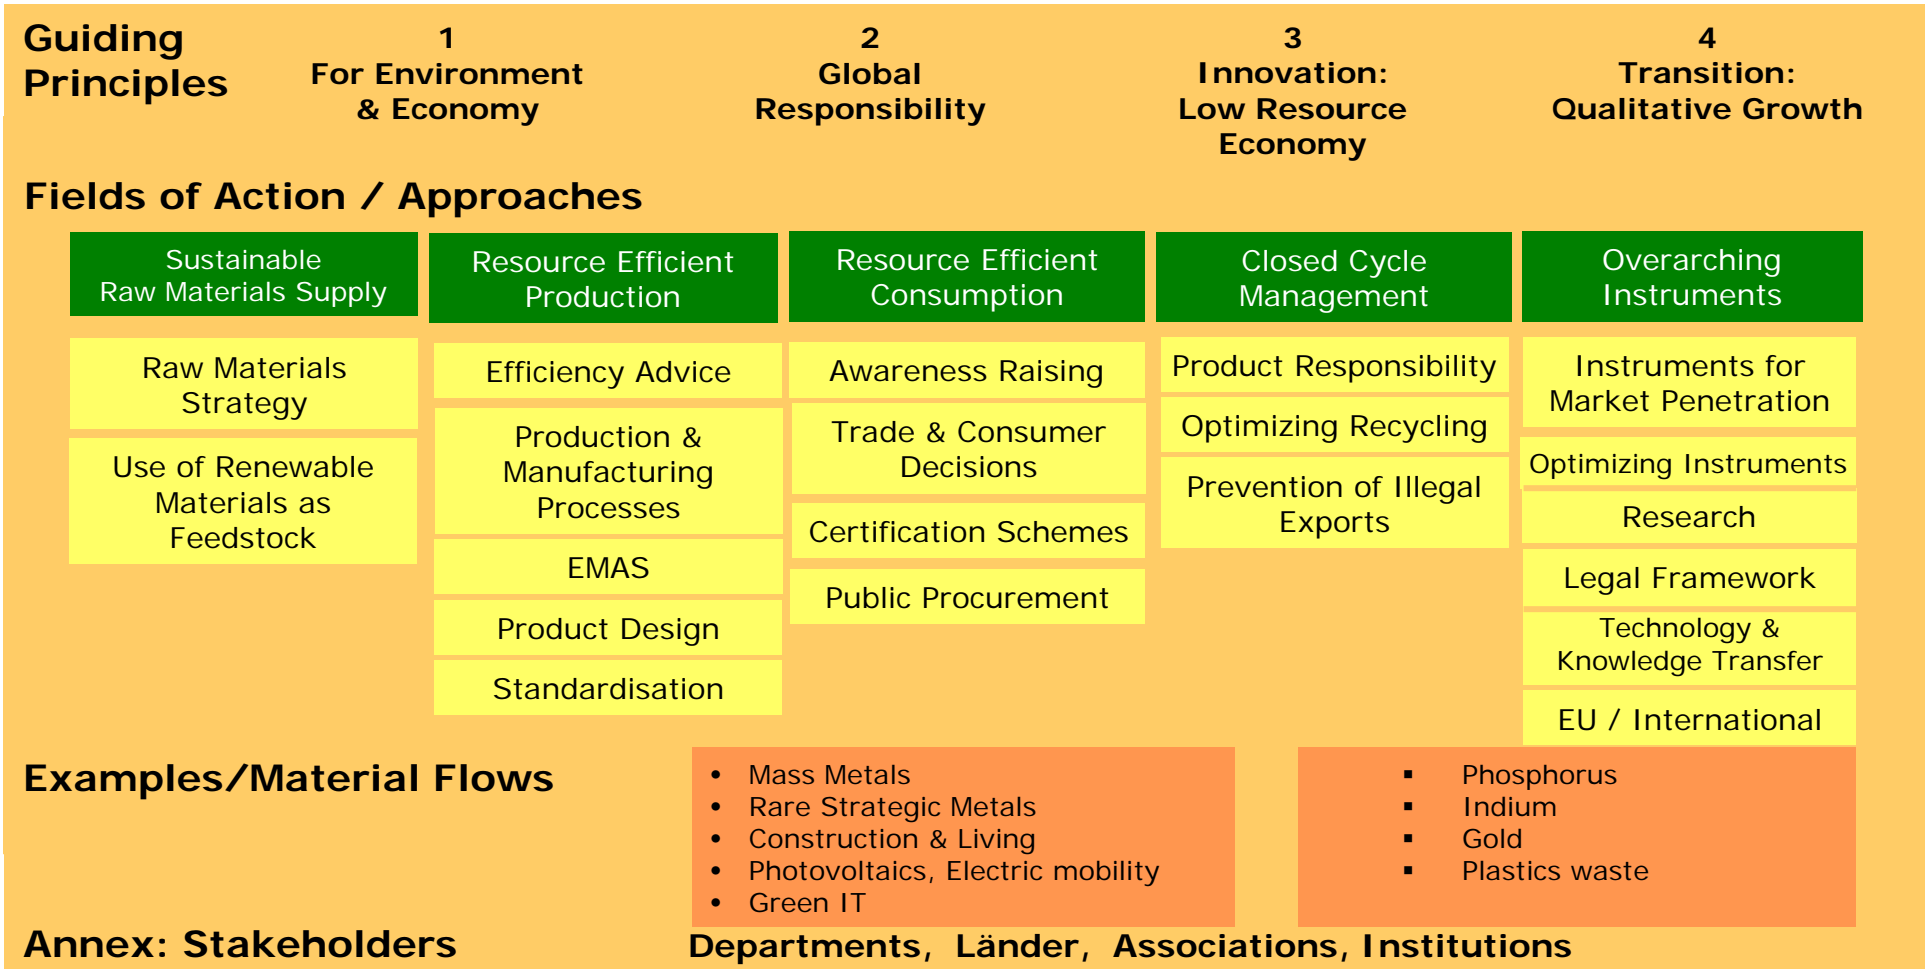 Guiding
Principles
1
For Environment
& Economy
2
Global
Responsibility
3
Innovation:
Low Resource
Economy
4
Transition:
Qualitative Growth
Fields of Action / Approaches
Sustainable
Raw Materials Supply
Raw Materials
Strategy
Use of Renewable
Materials as
Feedstock
Resource Efficient
Production
Efficiency Advice
Production &
Manufacturing
Processes
EMAS
Product Design
Standardisation
Resource Efficient
Consumption
Awareness Raising
Trade & Consumer
Decisions
Certification Schemes
Public Procurement
Closed Cycle
Management
Product Responsibility
Optimizing Recycling
Prevention of Illegal
Exports
Overarching
Instruments
Instruments for
Market Penetration
Optimizing Instruments
Research
Legal Framework
Technology &
Knowledge Transfer
EU / International
Examples/Material Flows
• Mass Metals
• Rare Strategic Metals
• Construction & Living
• Photovoltaics, Electric mobility
• Green IT
▪ Phosphorus
▪ Indium
▪ Gold
▪ Plastics waste
Annex: Stakeholders
Departments, Länder, Associations, Institutions